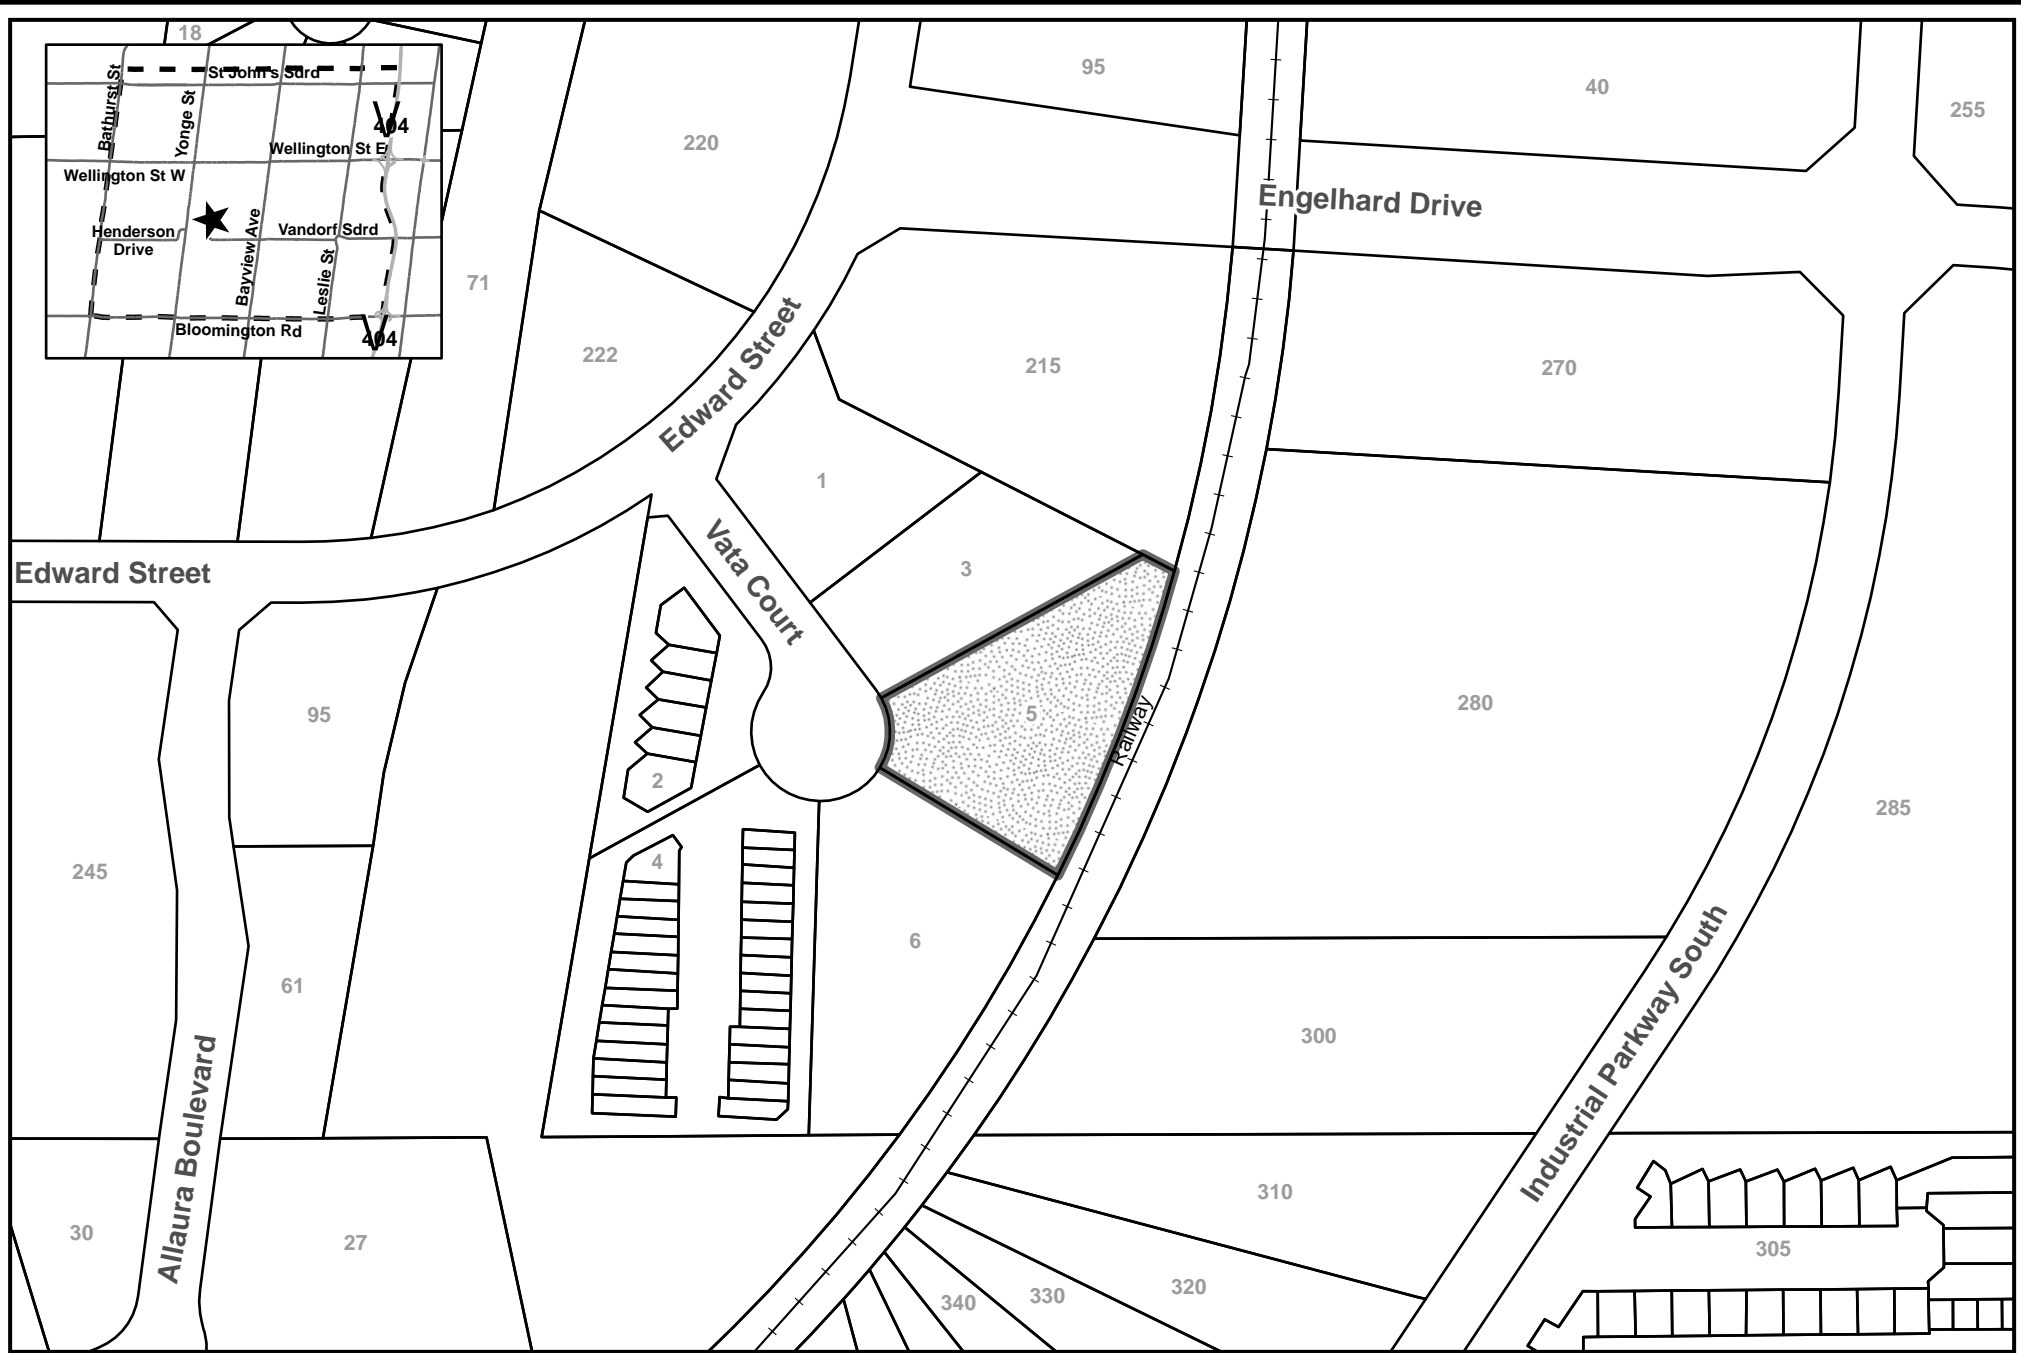 18
St John's Sdrd
Bathurst St
Yonge St
404
Wellington St E
Wellington St W
Henderson
Drive
Vandorf Sdrd
Bayview Ave
Leslie St
Bloomington Rd
404
95
40
255
220
Engelhard Drive
71
222
Edward Street
215
270
1
Vata Court
3
Edward Street
5
Railway
280
95
2
285
245
4
6
61
300
Industrial Parkway South
Allaura Boulevard
310
30
27
305
320
330
340